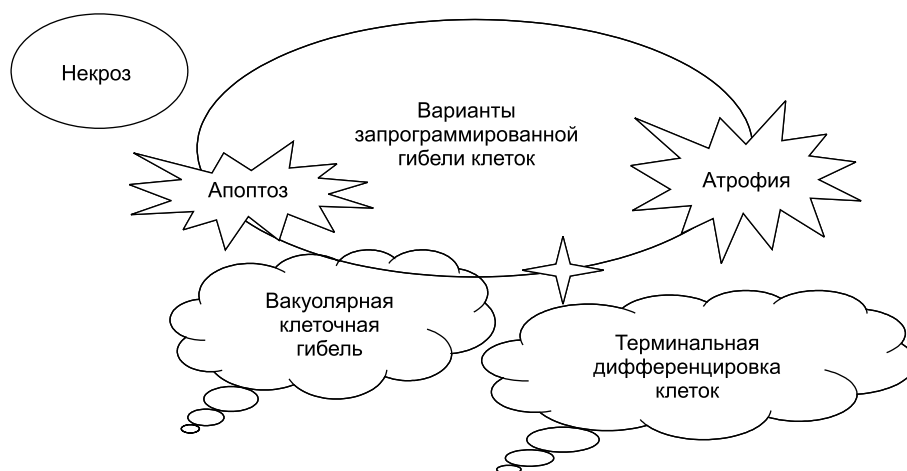 Некроз
Варианты
запрограммированной
гибели клеток
Апоптоз
Атрофия
Вакуолярная
клеточная
гибель
Терминальная
дифференцировка
клеток